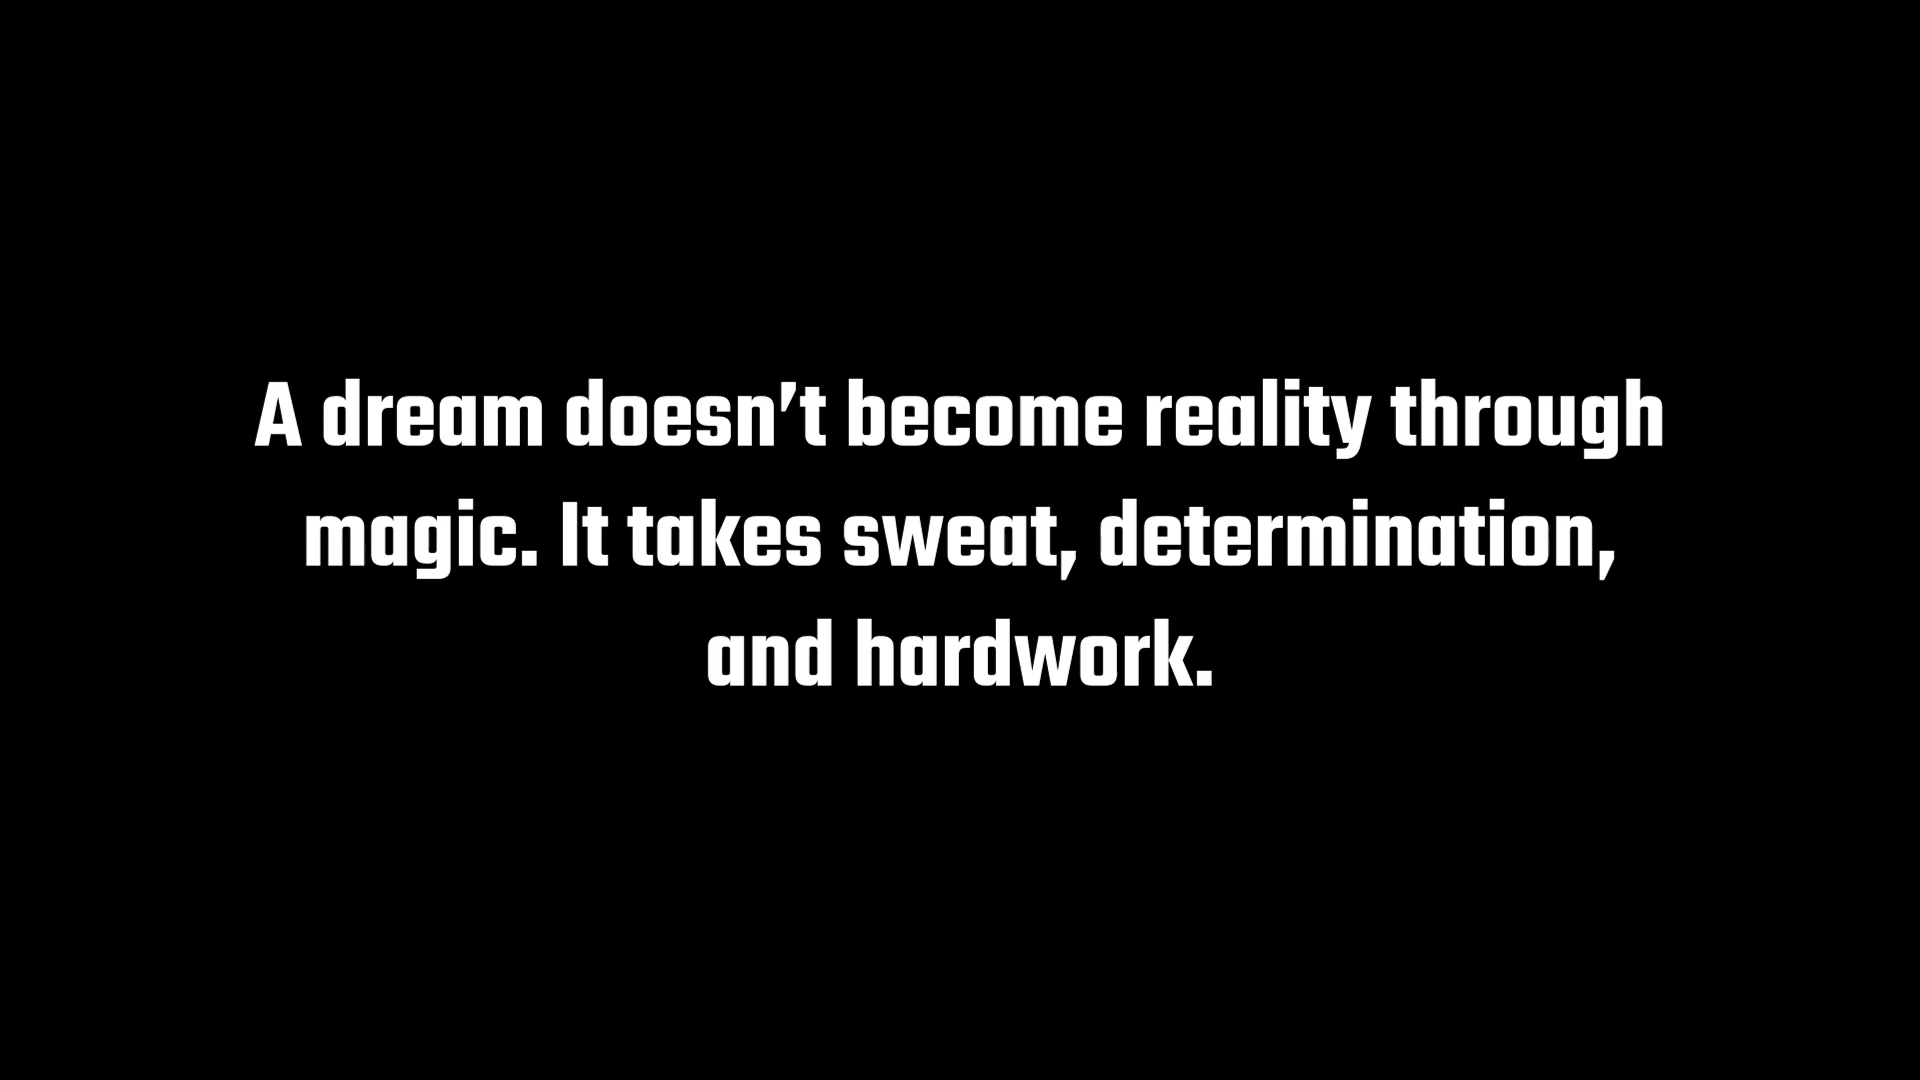 A dream doesn’t become reality through
magic. It takes sweat, determination,
and hardwork.